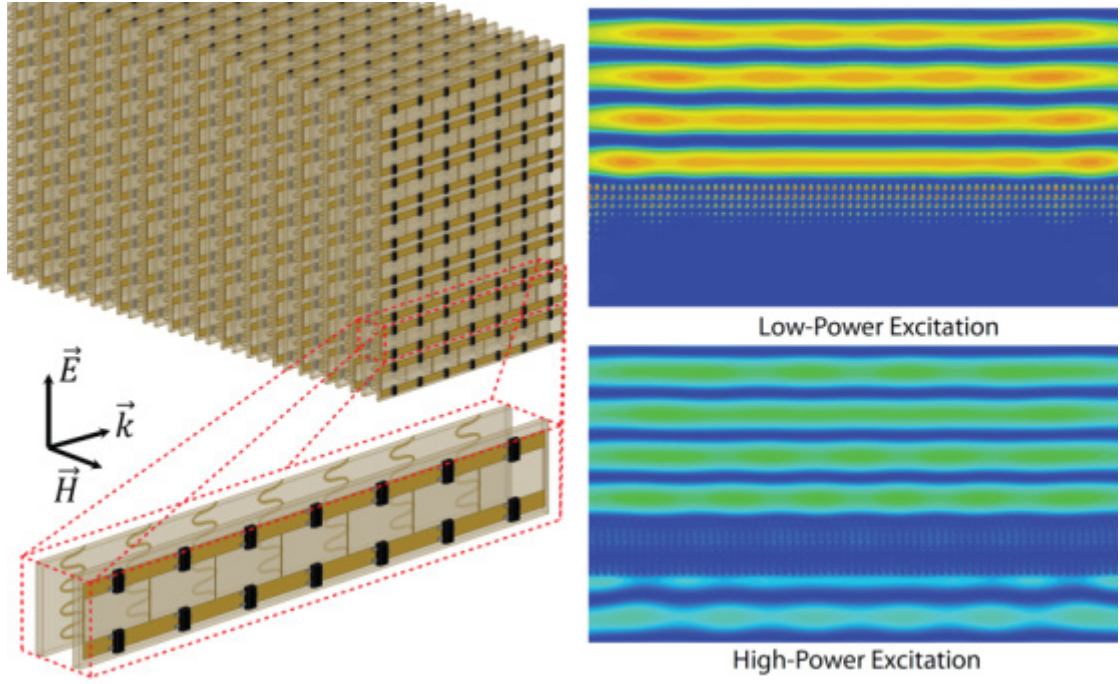 Low-Power Excitation
E⃗
k⃗
H⃗
High-Power Excitation